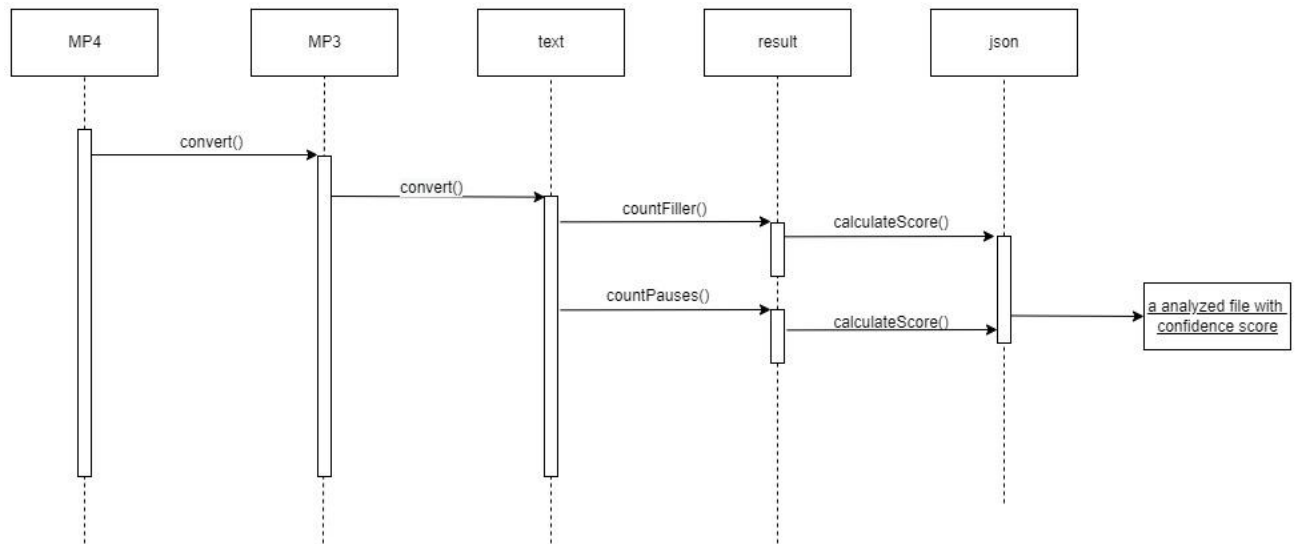 MP4
MP3
text
result
json
convert()
convert()
countFiller()
calculateScore()
countPauses()
calculateScore()
a analyzed file with
confidence score